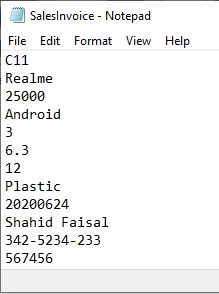 SalesInvoice - Notepad
File Edit Format View Help
C11
Realme
25000
Android
3
6.3
12
Plastic
20200624
Shahid Faisal
342-5234-233
567456